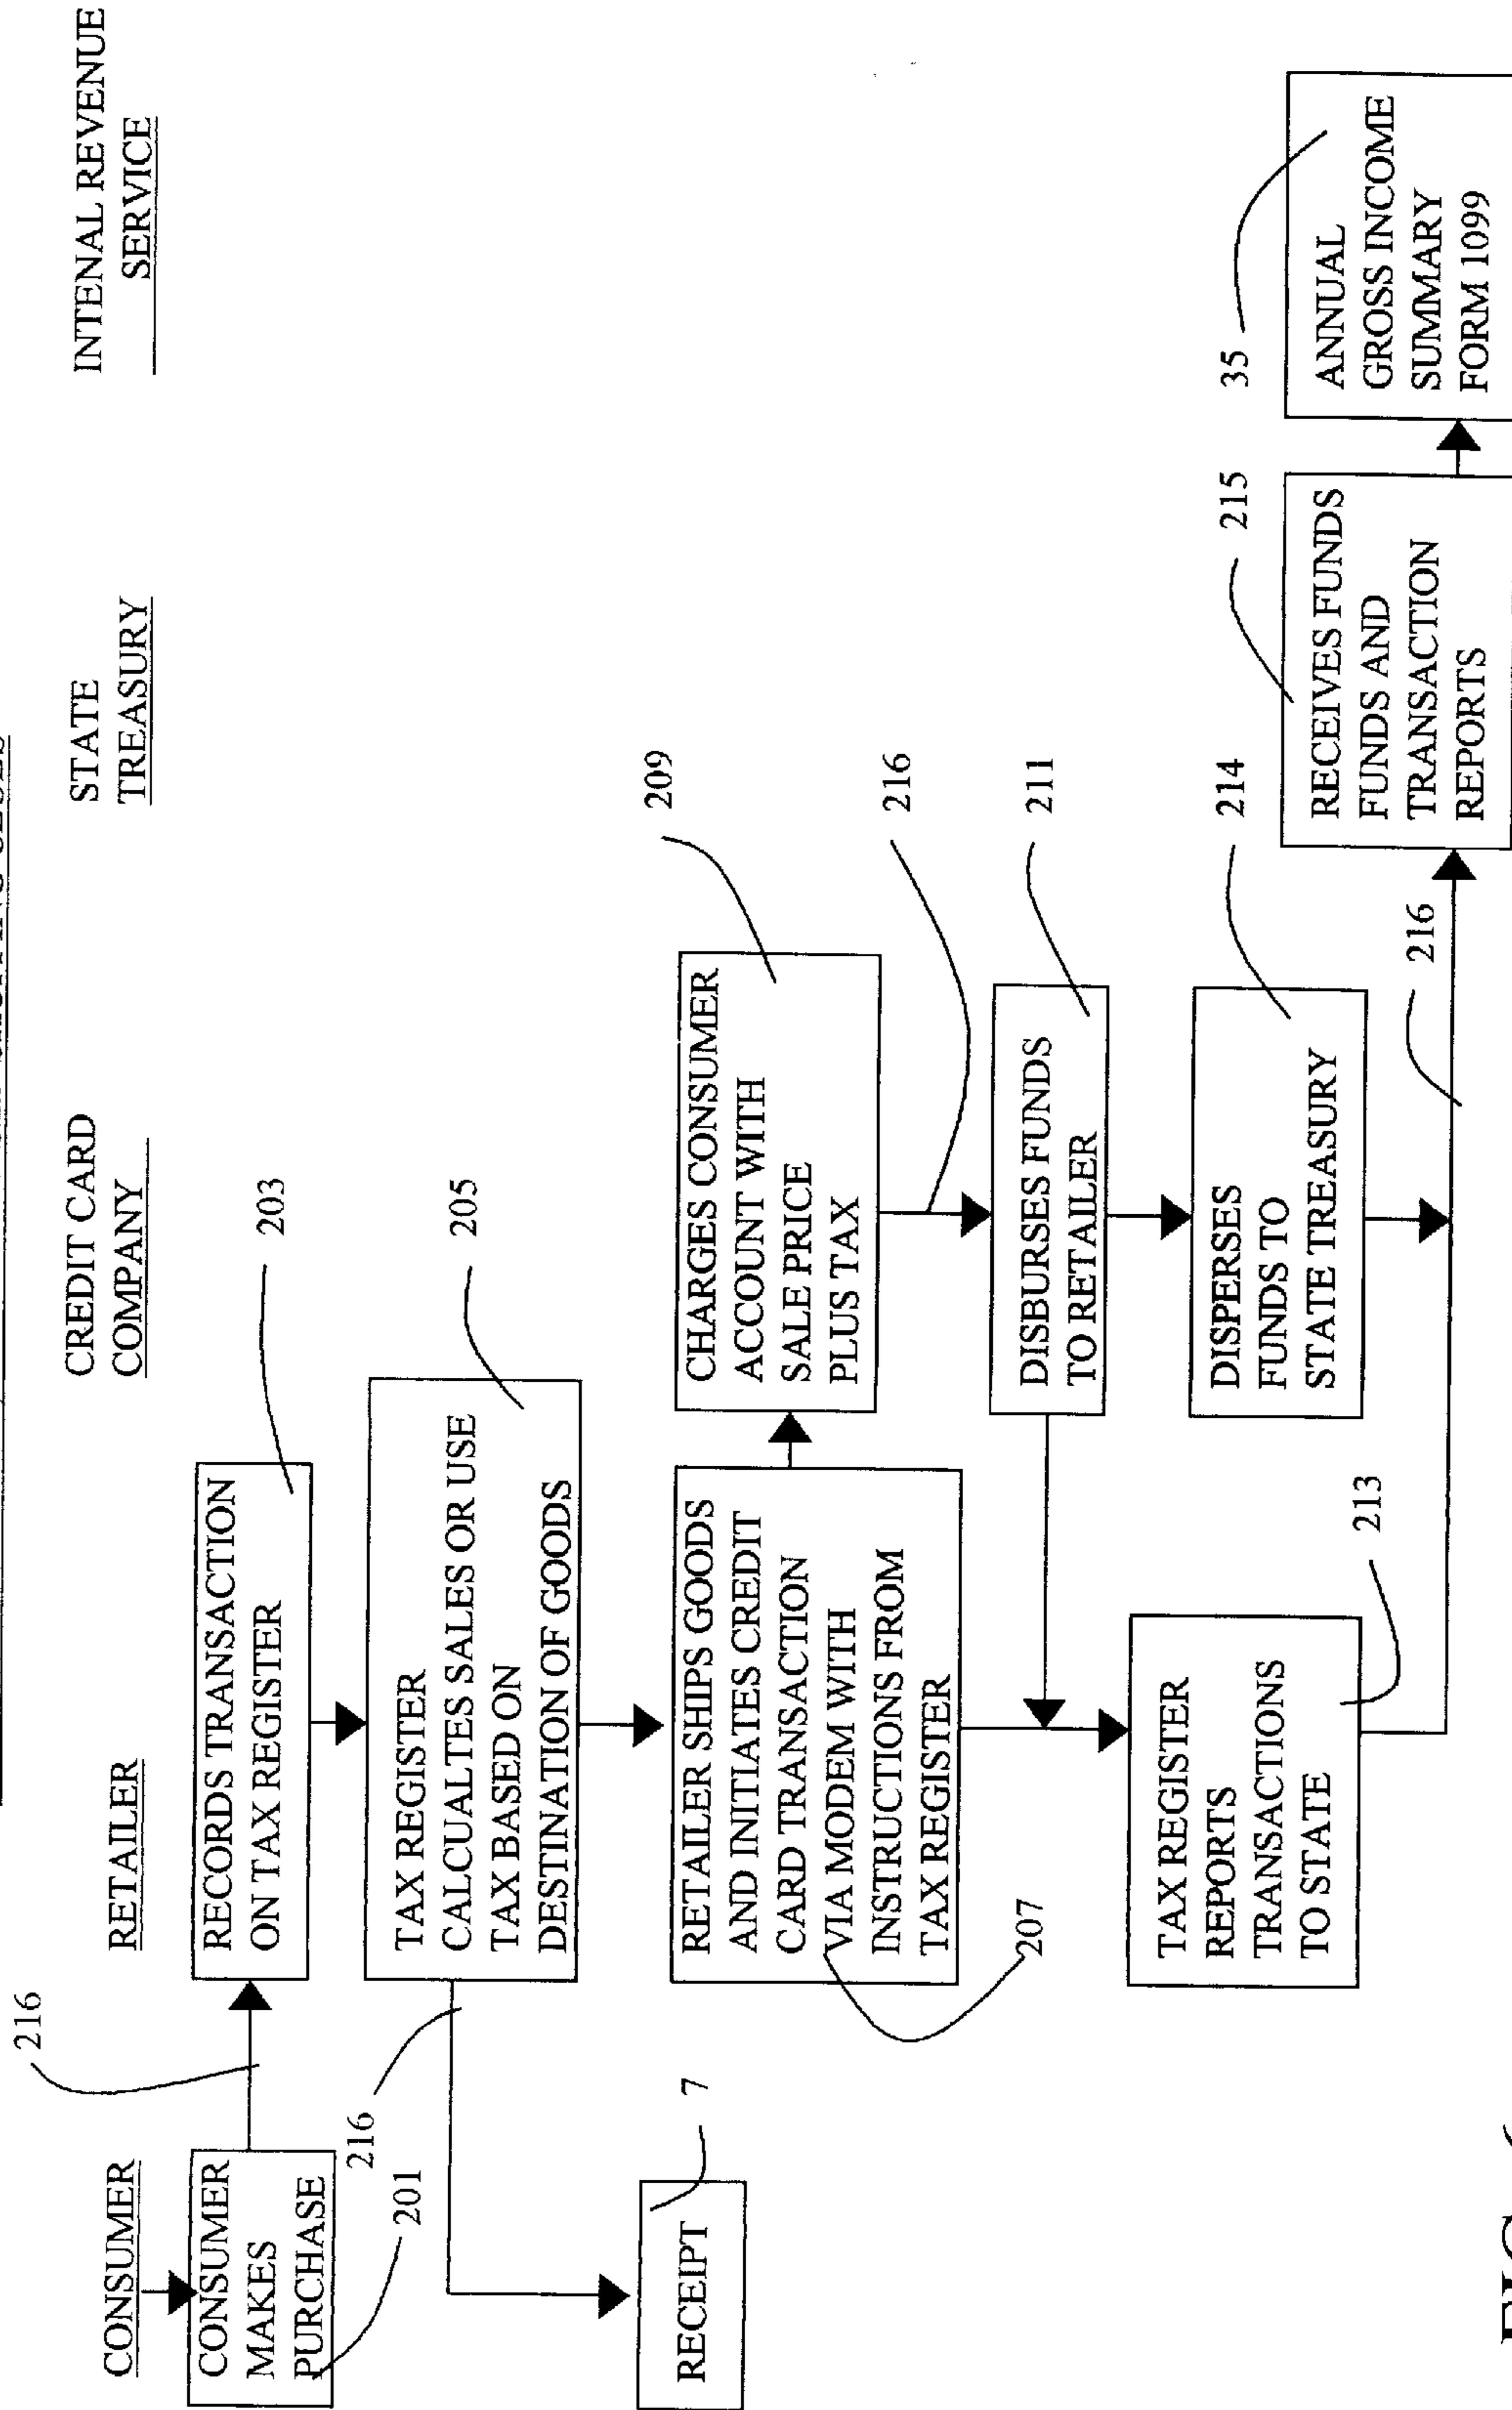 CONSUMER
RETAILER
CREDIT CARD
COMPANY
STATE
TREASURY
INTENAL REVENUE
SERVICE
216
CONSUMER
MAKES
PURCHASE
201
RECORDS TRANSACTION
ON TAX REGISTER
203
216
TAX REGISTER
CALCUALTES SALES OR USE
TAX BASED ON
DESTINATION OF GOODS
205
RECEIPT
7
RETAILER SHIPS GOODS
AND INITIATES CREDIT
CARD TRANSACTION
VIA MODEM WITH
INSTRUCTIONS FROM
TAX REGISTER
207
CHARGES CONSUMER
ACCOUNT WITH
SALE PRICE
PLUS TAX
209
216
DISBURSES FUNDS
TO RETAILER
211
TAX REGISTER
REPORTS
TRANSACTIONS
TO STATE
213
DISPERSES
FUNDS TO
STATE TREASURY
214
216
RECEIVES FUNDS
FUNDS AND
TRANSACTION
REPORTS
215
ANNUAL
GROSS INCOME
SUMMARY
FORM 1099
35